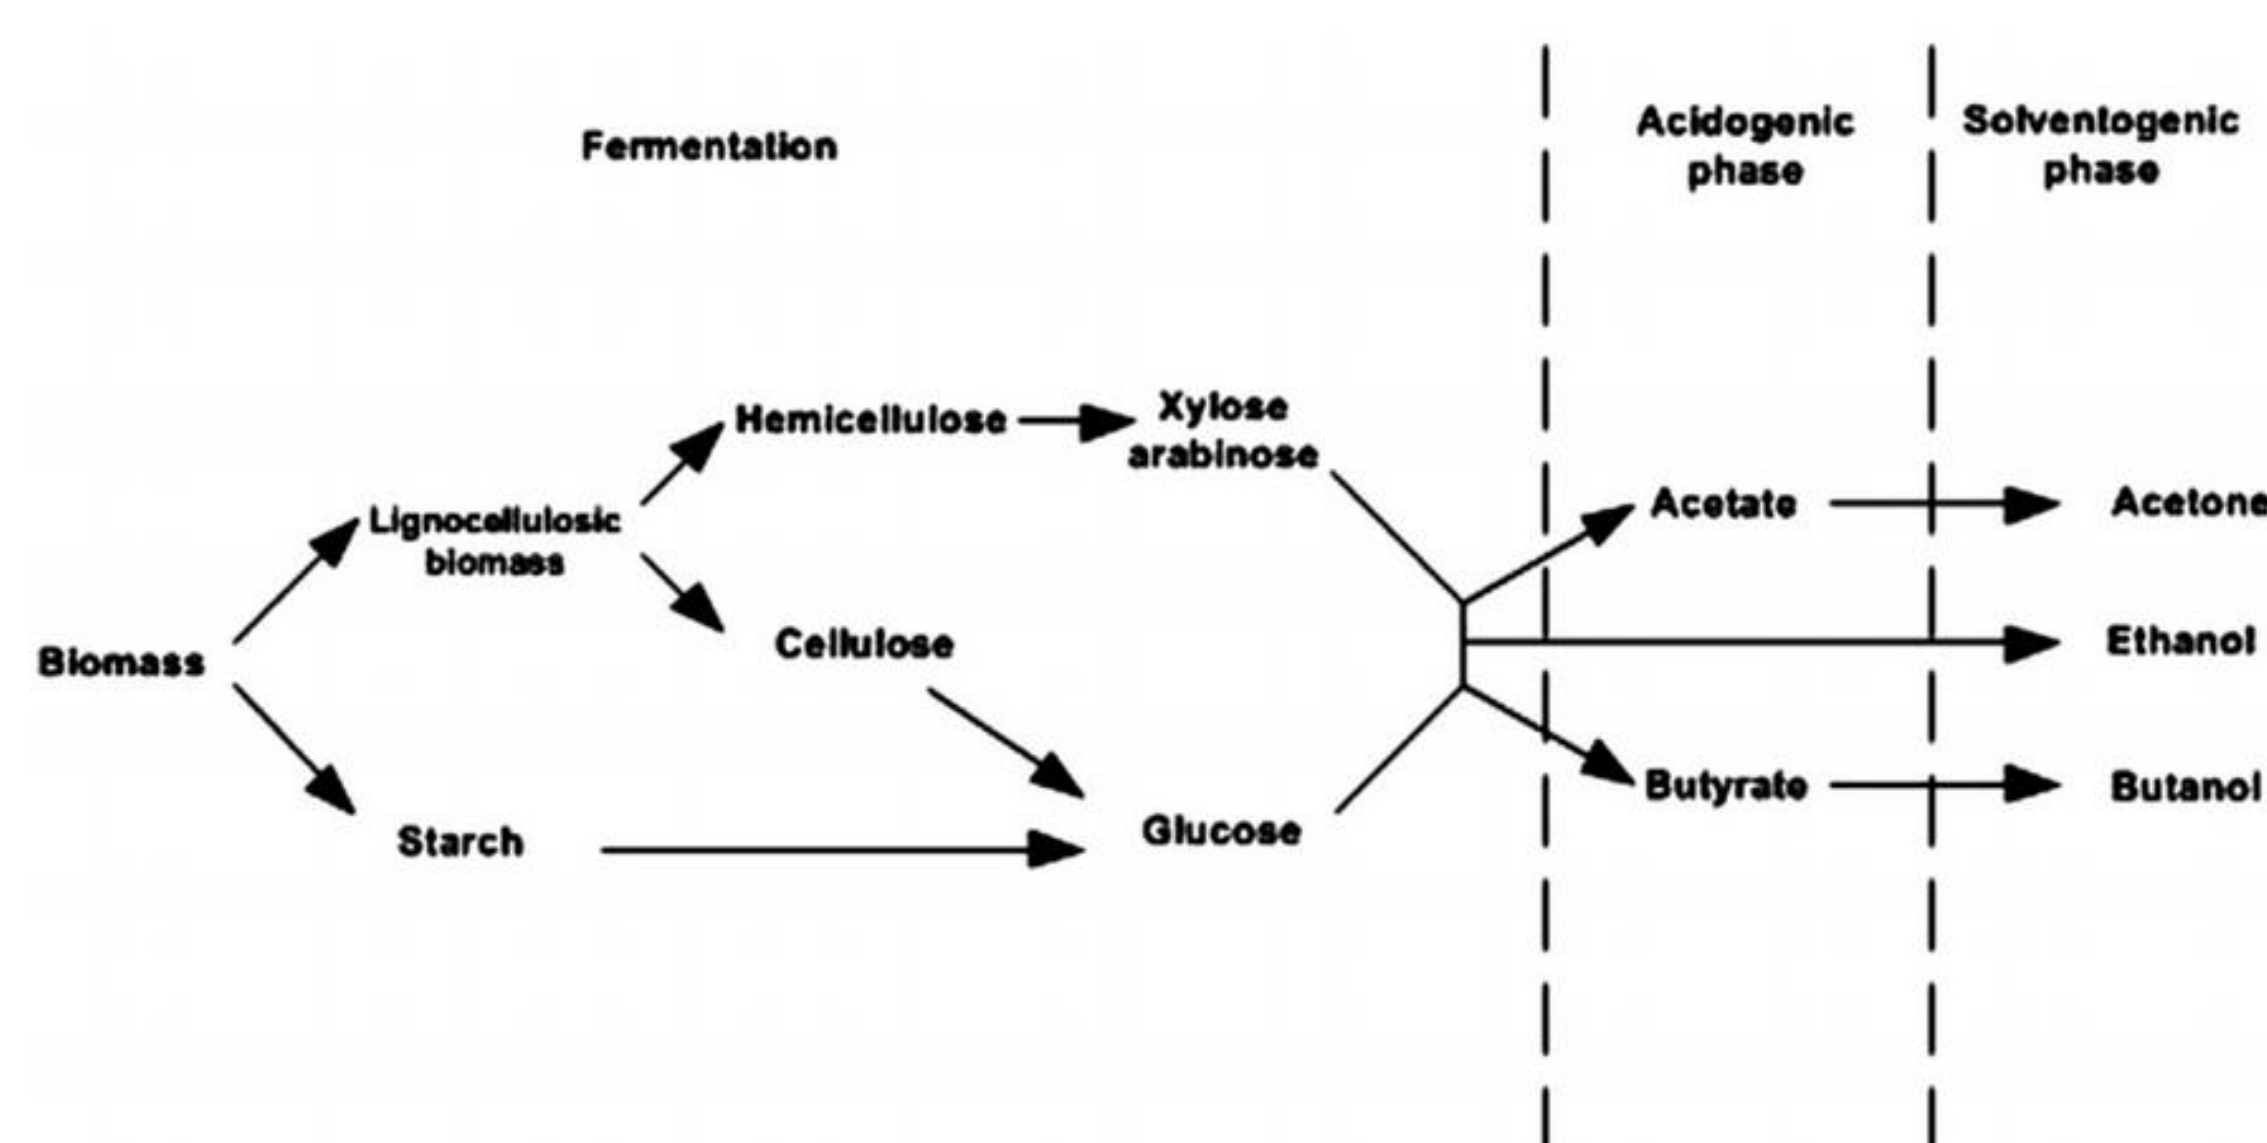 Fermentation
Acidogenic
phase
Solventogenic
phase
Hemicellulose
Xylose
arabinose
Lignocellulosic
biomass
Acetate
Acetone
Biomass
Cellulose
Ethanol
Butyrate
Butanol
Starch
Glucose